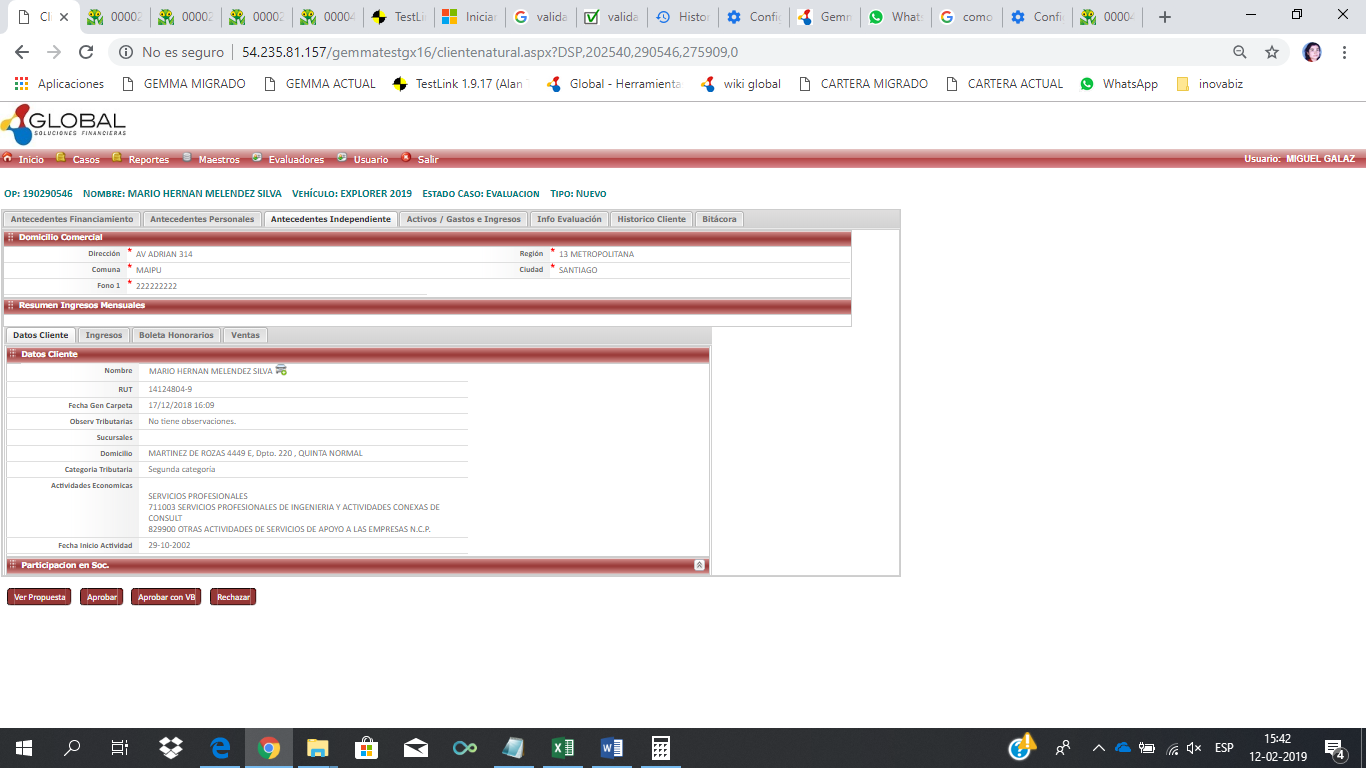 Cli
00002
00002
00002
00004
TestLi
Iniciar
valida
valida
Histor
Config
Gemm
Whats
como
Confi
00004
No es seguro
54.235.81.157/gemmatestgx16/clientenatural.aspx?DSP,202540,290546,275909,0
Aplicaciones
GEMMA MIGRADO
GEMMA ACTUAL
TestLink 1.9.17 (Alan
Global - Herramienta
wiki global
CARTERA MIGRADO
CARTERA ACTUAL
WhatsApp
inovabiz
GLOBAL
SOLUCIONES FINANCIERAS
Inicio Casos Reportes Maestros Evaluadores Usuario Salir Usuario: MIGUEL GALAZ
Op: 190290546 Nombre: MARIO HERNAN MELENDEZ SILVA Vehículo: EXPLORER 2019 Estado Caso: Evaluacion Tipo: Nuevo
Antecedentes Financiamiento Antecedentes Personales Antecedentes Independiente Activos / Gastos e Ingresos Info Evaluación Historico Cliente Bitácora
Domicilio Comercial
Dirección * AV ADRIAN 314 Región * 13 METROPOLITANA
Comuna * MAIPU Ciudad * SANTIAGO
Fono 1 * 222222222
Resumen Ingresos Mensuales
Datos Cliente Ingresos Boleta Honorarios Ventas
Datos Cliente
Nombre MARIO HERNAN MELENDEZ SILVA
RUT 14124804-9
Fecha Gen Carpeta 17/12/2018 16:09
Observ Tributarias No tiene observaciones.
Sucursales
Domicilio MARTINEZ DE ROZAS 4449 E, Dpto. 220 , QUINTA NORMAL
Categoria Tributaria Segunda categoría
Actividades Economicas
SERVICIOS PROFESIONALES
711003 SERVICIOS PROFESIONALES DE INGENIERIA Y ACTIVIDADES CONEXAS DE
CONSULT
829900 OTRAS ACTIVIDADES DE SERVICIOS DE APOYO A LAS EMPRESAS N.C.P.
Fecha Inicio Actividad 29-10-2002
Participacion en Soc.
Ver Propuesta Aprobar Aprobar con VB Rechazar
ESP
15:42
12-02-2019
4